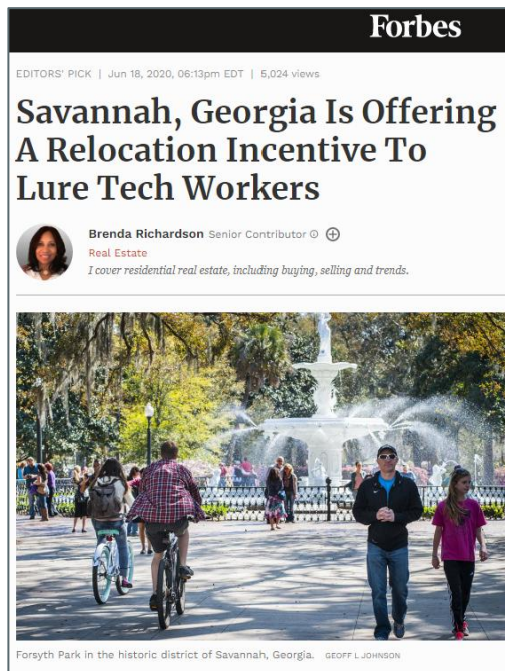 Forbes
EDITORS' PICK | Jun 18, 2020, 06:13pm EDT | 5,024 views
Savannah, Georgia Is Offering
A Relocation Incentive To
Lure Tech Workers
Brenda Richardson Senior Contributor
Real Estate
I cover residential real estate, including buying, selling and trends.
Forsyth Park in the historic district of Savannah, Georgia. GEOFF L JOHNSON